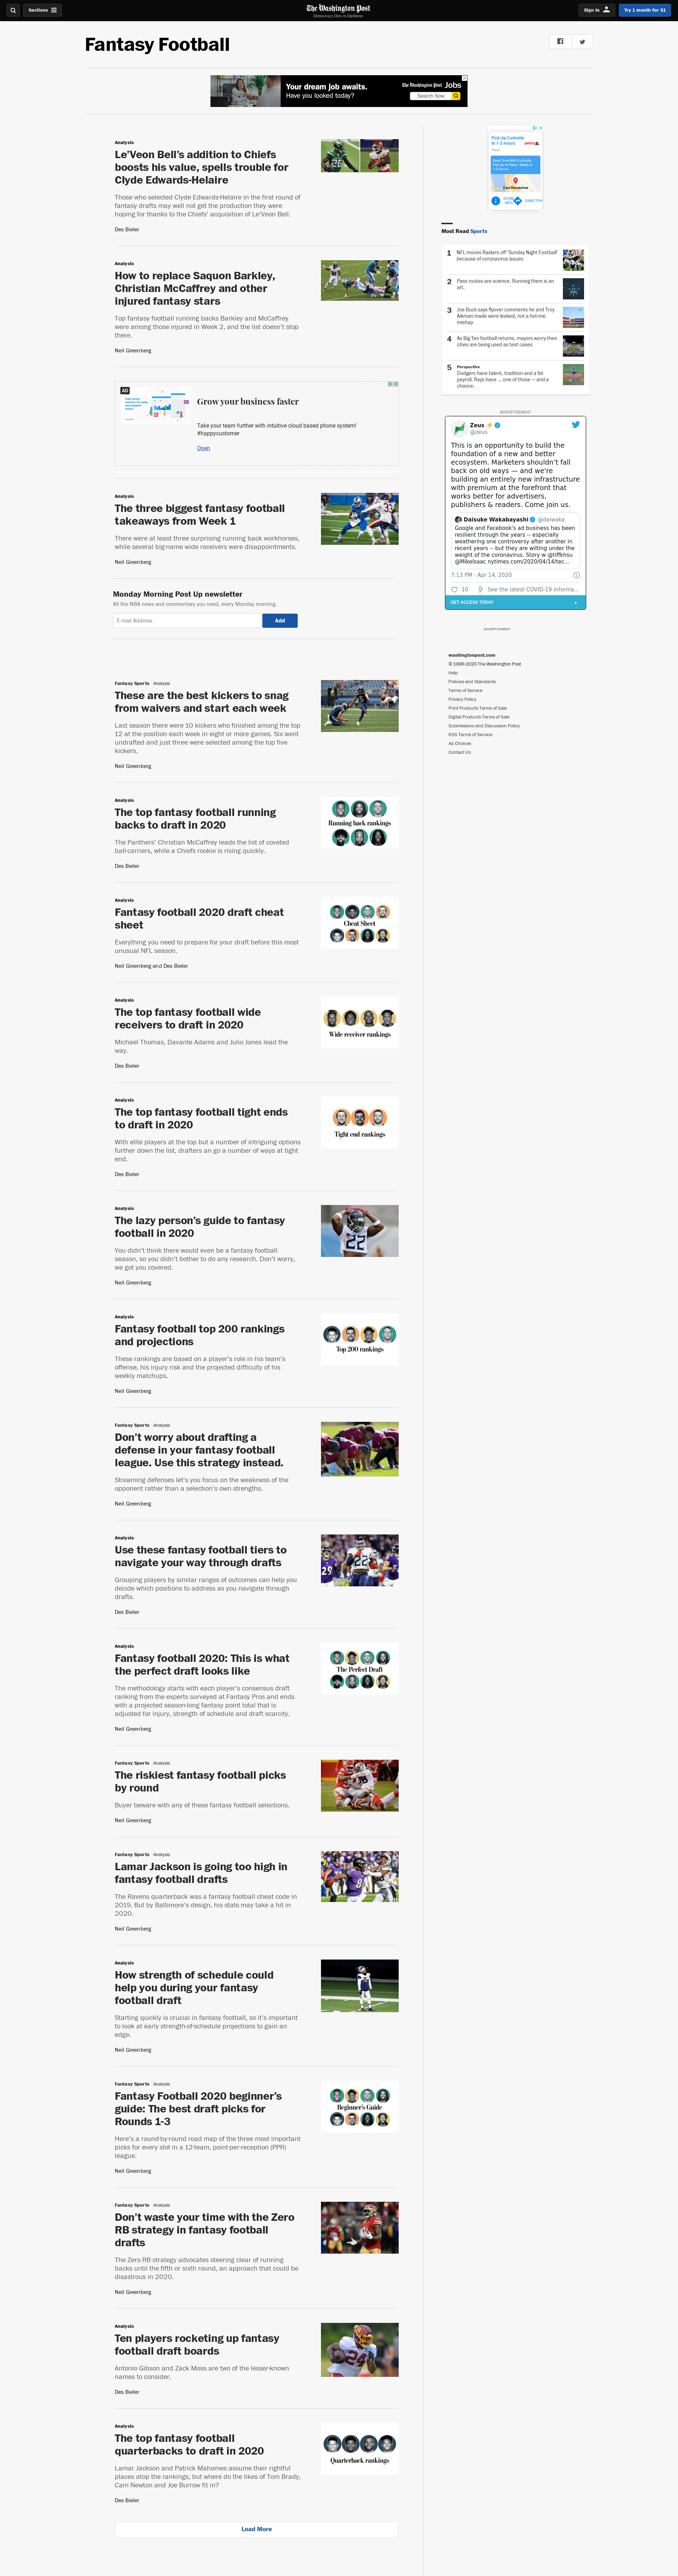 Sections
The Washington Post
Democracy Dies in Darkness
Sign In
Try 1 month for $1
Fantasy Football
Your dream job awaits.
Have you looked today?
The Washington Post Jobs
Search Now
Analysis
Le’Veon Bell’s addition to Chiefs
boosts his value, spells trouble for
Clyde Edwards-Helaire
Those who selected Clyde Edwards-Helaire in the first round of
fantasy drafts may well not get the production they were
hoping for thanks to the Chiefs’ acquisition of Le’Veon Bell.
Des Bieler
Analysis
How to replace Saquon Barkley,
Christian McCaffrey and other
injured fantasy stars
Top fantasy football running backs Barkley and McCaffrey
were among those injured in Week 2, and the list doesn’t stop
there.
Neil Greenberg
AD
Grow your business faster
Take your team further with intuitive cloud based phone system!
#happycustomer
Open
Analysis
The three biggest fantasy football
takeaways from Week 1
There were at least three surprising running back workhorses,
while several big-name wide receivers were disappointments.
Neil Greenberg
Monday Morning Post Up newsletter
All the NBA news and commentary you need, every Monday morning.
E-mail Address
Add
Fantasy Sports Analysis
These are the best kickers to snag
from waivers and start each week
Last season there were 10 kickers who finished among the top
12 at the position each week in eight or more games. Six went
undrafted and just three were selected among the top five
kickers.
Neil Greenberg
Analysis
The top fantasy football running
backs to draft in 2020
The Panthers’ Christian McCaffrey leads the list of coveted
ball-carriers, while a Chiefs rookie is rising quickly.
Des Bieler
Running back rankings
Analysis
Fantasy football 2020 draft cheat
sheet
Everything you need to prepare for your draft before this most
unusual NFL season.
Neil Greenberg and Des Bieler
Cheat Sheet
Analysis
The top fantasy football wide
receivers to draft in 2020
Michael Thomas, Davante Adams and Julio Jones lead the
way.
Des Bieler
Wide receiver rankings
Analysis
The top fantasy football tight ends
to draft in 2020
With elite players at the top but a number of intriguing options
further down the list, drafters an go a number of ways at tight
end.
Des Bieler
Tight end rankings
Analysis
The lazy person’s guide to fantasy
football in 2020
You didn’t think there would even be a fantasy football
season, so you didn’t bother to do any research. Don’t worry,
we got you covered.
Neil Greenberg
22
Analysis
Fantasy football top 200 rankings
and projections
These rankings are based on a player’s role in his team’s
offense, his injury risk and the projected difficulty of his
weekly matchups.
Neil Greenberg
Top 200 rankings
Fantasy Sports Analysis
Don’t worry about drafting a
defense in your fantasy football
league. Use this strategy instead.
Streaming defenses let’s you focus on the weakness of the
opponent rather than a selection’s own strengths.
Neil Greenberg
Analysis
Use these fantasy football tiers to
navigate your way through drafts
Grouping players by similar ranges of outcomes can help you
decide which positions to address as you navigate through
drafts.
Des Bieler
29 22
Analysis
Fantasy football 2020: This is what
the perfect draft looks like
The methodology starts with each player’s consensus draft
ranking from the experts surveyed at Fantasy Pros and ends
with a projected season-long fantasy point total that is
adjusted for injury, strength of schedule and draft scarcity.
Neil Greenberg
The Perfect Draft
Fantasy Sports Analysis
The riskiest fantasy football picks
by round
Buyer beware with any of these fantasy football selections.
Neil Greenberg
Fantasy Sports Analysis
Lamar Jackson is going too high in
fantasy football drafts
The Ravens quarterback was a fantasy football cheat code in
2019. But by Baltimore’s design, his stats may take a hit in
2020.
Neil Greenberg
Analysis
How strength of schedule could
help you during your fantasy
football draft
Starting quickly is crucial in fantasy football, so it’s important
to look at early strength-of-schedule projections to gain an
edge.
Neil Greenberg
Fantasy Sports Analysis
Fantasy Football 2020 beginner’s
guide: The best draft picks for
Rounds 1-3
Here’s a round-by-round road map of the three most important
picks for every slot in a 12-team, point-per-reception (PPR)
league.
Neil Greenberg
Beginner’s Guide
Fantasy Sports Analysis
Don’t waste your time with the Zero
RB strategy in fantasy football
drafts
The Zero RB strategy advocates steering clear of running
backs until the fifth or sixth round, an approach that could be
disastrous in 2020.
Neil Greenberg
Analysis
Ten players rocketing up fantasy
football draft boards
Antonio Gibson and Zack Moss are two of the lesser-known
names to consider.
Des Bieler
24
Analysis
The top fantasy football
quarterbacks to draft in 2020
Lamar Jackson and Patrick Mahomes assume their rightful
places atop the rankings, but where do the likes of Tom Brady,
Cam Newton and Joe Burrow fit in?
Des Bieler
Quarterback rankings
Load More
Pick Up Curbside
In 1-2 Hours
petco
Petco
Save Time With Curbside
Pick-Up At Petco. Ready in
1-2 Hours
East Wenatchee
STORE INFO
DIRECTION
Most Read Sports
1 NFL moves Raiders off ‘Sunday Night Football’
because of coronavirus issues
2 Pass routes are science. Running them is an
art.
3 Joe Buck says flyover comments he and Troy
Aikman made were leaked, not a hot-mic
mishap
4 As Big Ten football returns, mayors worry their
cities are being used as test cases
5 Perspective
Dodgers have talent, tradition and a fat
payroll. Rays have ... one of those — and a
chance.
ADVERTISEMENT
Zeus ⚡
@zeus
This is an opportunity to build the
foundation of a new and better
ecosystem. Marketers shouldn’t fall
back on old ways — and we're
building an entirely new infrastructure
with premium at the forefront that
works better for advertisers,
publishers & readers. Come join us.
Daisuke Wakabayashi @daiwaka
Google and Facebook's ad business has been
resilient through the years -- especially
weathering one controversy after another in
recent years -- but they are wilting under the
weight of the coronavirus. Story w @tiffkhsu
@MikeIsaac nytimes.com/2020/04/14/tec…
7:13 PM · Apr 14, 2020
10 See the latest COVID-19 informa…
GET ACCESS TODAY
ADVERTISEMENT
washingtonpost.com
© 1996-2020 The Washington Post
Help
Policies and Standards
Terms of Service
Privacy Policy
Print Products Terms of Sale
Digital Products Terms of Sale
Submissions and Discussion Policy
RSS Terms of Service
Ad Choices
Contact Us